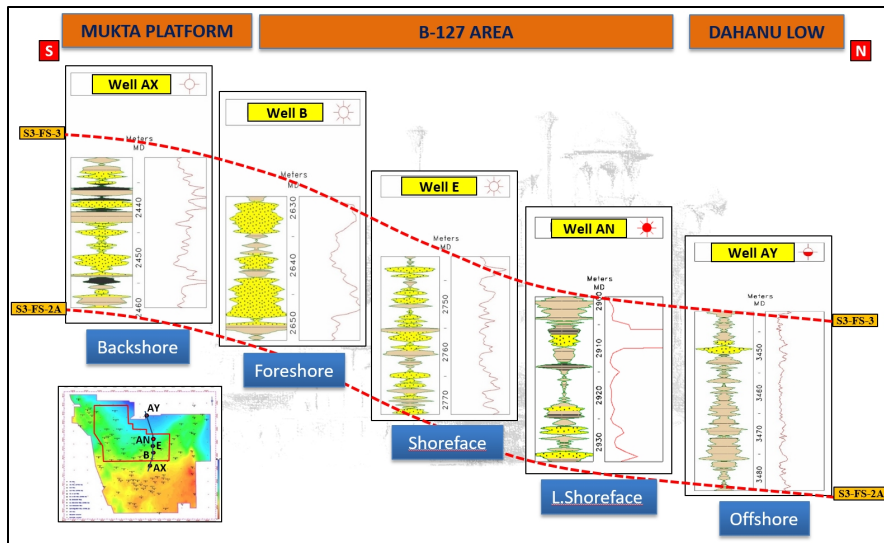 MUKTA PLATFORM
B-127 AREA
DAHANU LOW
S
N
Well AX
Well B
Well E
Well AN
Well AY
S3-FS-3
S3-FS-2A
Meters
MD
2440
2450
2460
Meters
MD
2630
2640
2650
Meters
MD
2750
2760
2770
Meters
MD
2900
2910
2920
2930
Meters
MD
3450
3460
3470
3480
S3-FS-3
S3-FS-2A
Backshore
Foreshore
Shoreface
L.Shoreface
Offshore
AY
AN
E
B
AX